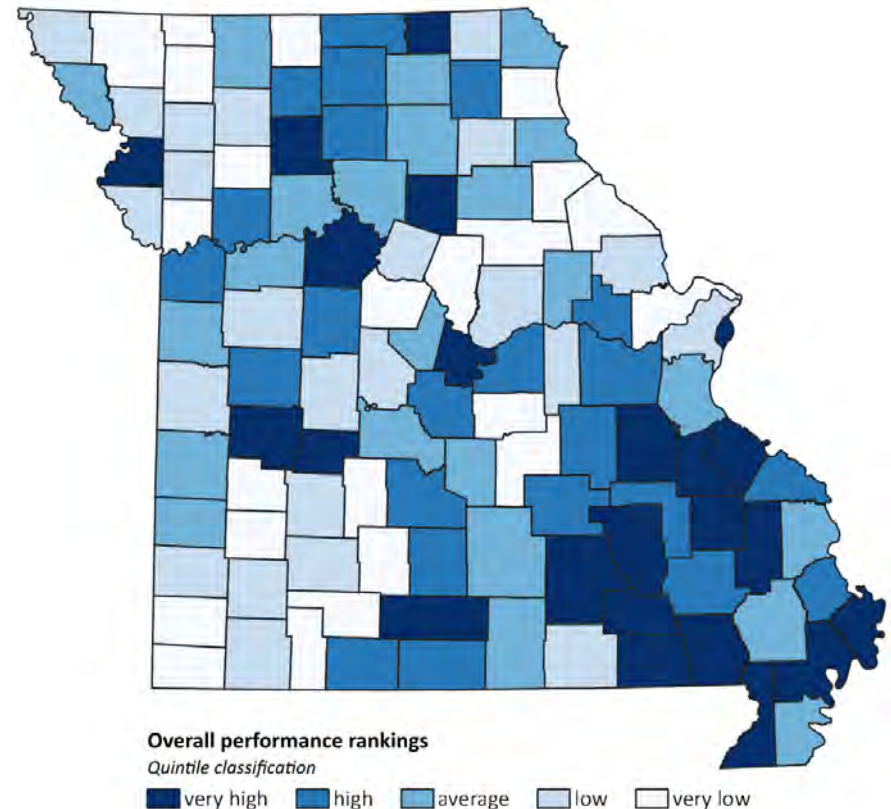 Overall performance rankings
Quintile classification
very high high average low very low